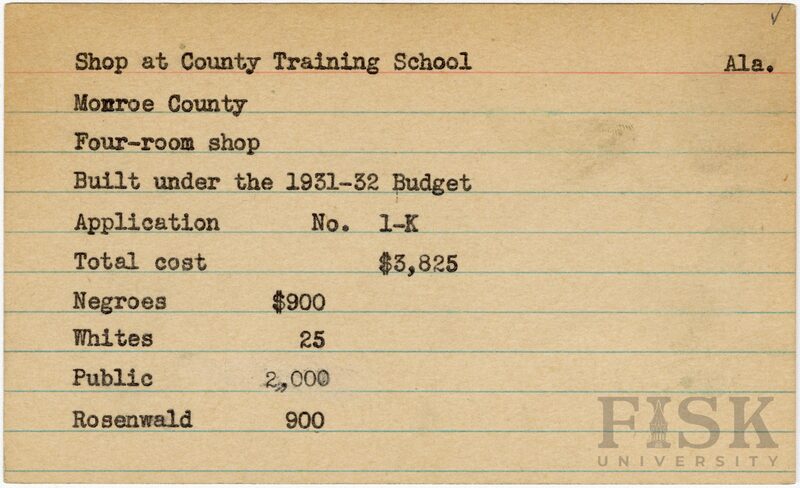 Shop at County Training School Ala.
Monroe County
Four-room shop
Built under the 1931-32 Budget
Application No. 1-K
Total cost $3,825
Negroes $900
Whites 25
Public 2,000
Rosenwald 900
FISK
UNIVERSITY